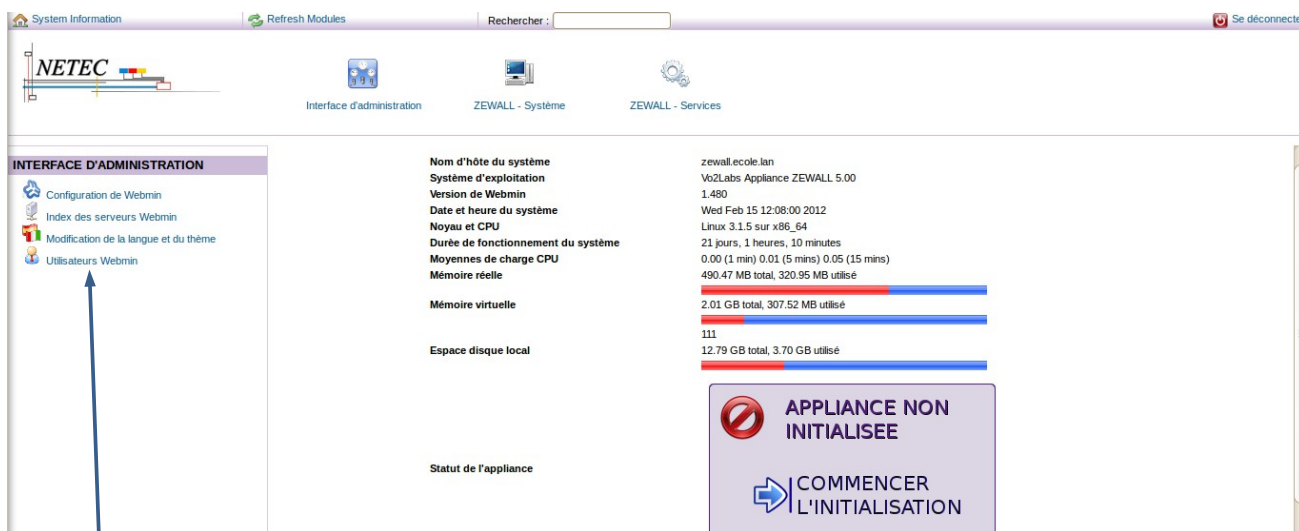 System Information
Refresh Modules
Rechercher :
Se déconnecte
NETEC
Interface d'administration
ZEWALL - Système
ZEWALL - Services
INTERFACE D'ADMINISTRATION
Configuration de Webmin
Index des serveurs Webmin
Modification de la langue et du thème
Utilisateurs Webmin
Nom d'hôte du système zewall.ecole.lan
Système d'exploitation Vo2Labs Appliance ZEWALL 5.00
Version de Webmin 1.480
Date et heure du système Wed Feb 15 12:08:00 2012
Noyau et CPU Linux 3.1.5 sur x86_64
Durèe de fonctionnement du système 21 jours, 1 heures, 10 minutes
Moyennes de charge CPU 0.00 (1 min) 0.01 (5 mins) 0.05 (15 mins)
Mémoire réelle 490.47 MB total, 320.95 MB utilisé
Mémoire virtuelle 2.01 GB total, 307.52 MB utilisé
111
Espace disque local 12.79 GB total, 3.70 GB utilisé
APPLIANCE NON
INITIALISEE
Statut de l'appliance
COMMENCER
L'INITIALISATION